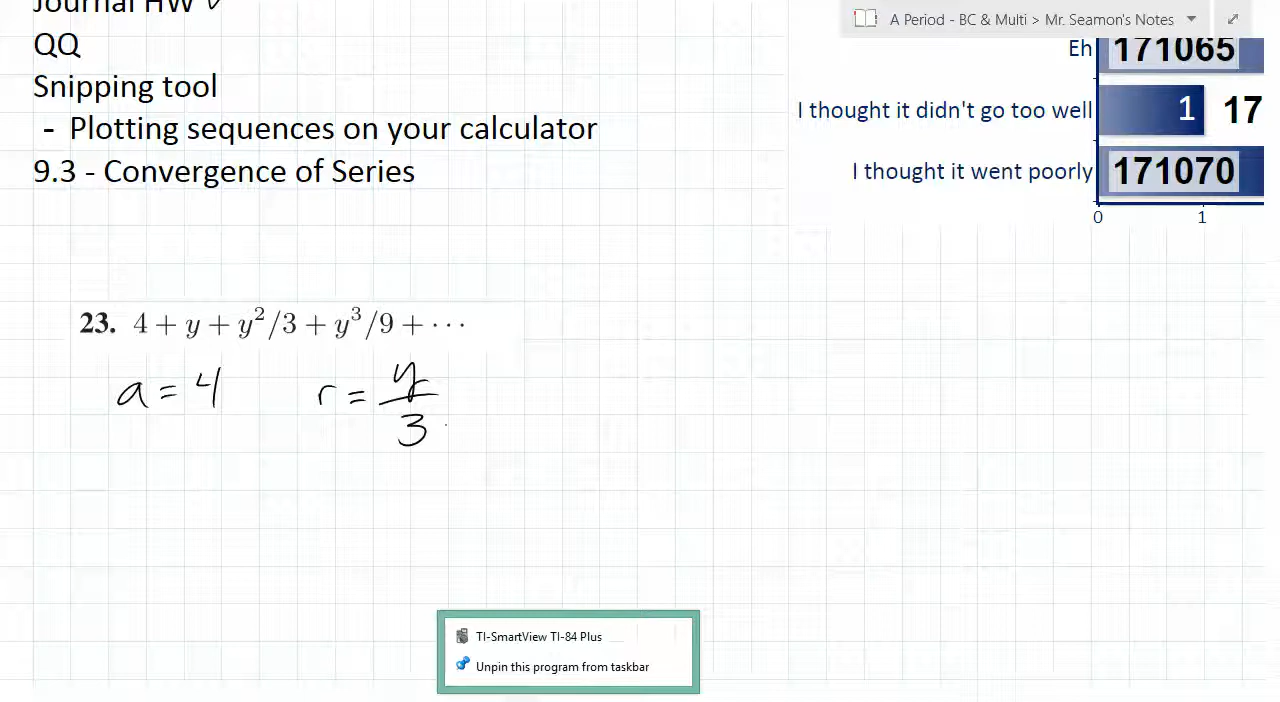 Journal HW ✓
QQ
Snipping tool
- Plotting sequences on your calculator
9.3 - Convergence of Series
A Period - BC & Multi > Mr. Seamon's Notes
Eh 171065
I thought it didn't go too well 1 17
I thought it went poorly 171070
0 1
23. 4 + y + y²/3 + y³/9 + ···
a = 4 r = y/3
TI-SmartView TI-84 Plus
Unpin this program from taskbar